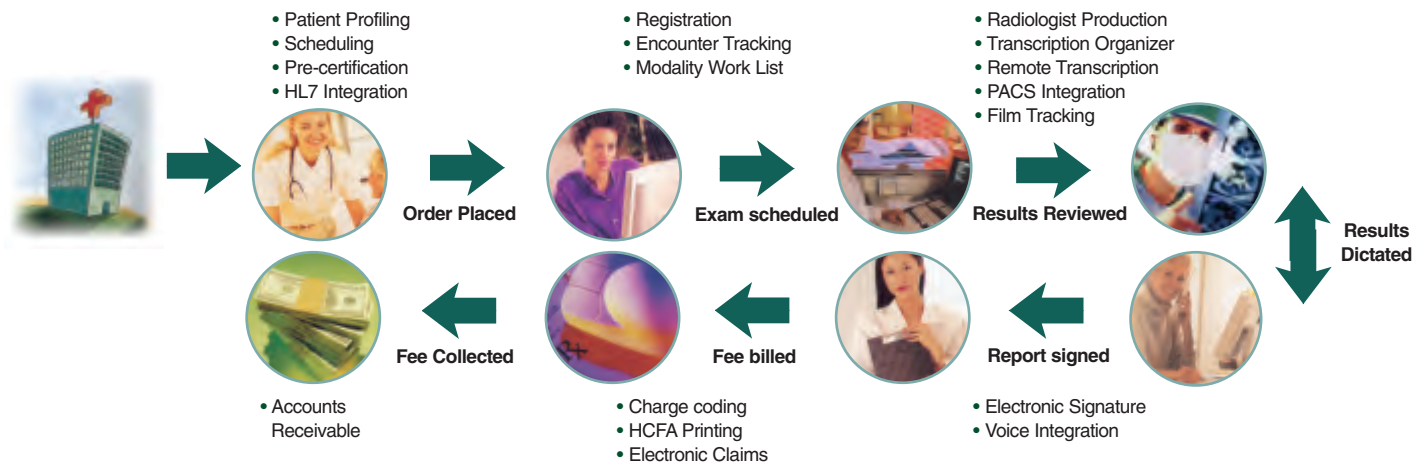 • Patient Profiling
• Scheduling
• Pre-certification
• HL7 Integration
• Registration
• Encounter Tracking
• Modality Work List
• Radiologist Production
• Transcription Organizer
• Remote Transcription
• PACS Integration
• Film Tracking
Order Placed
Exam scheduled
Results Reviewed
Results
Dictated
Fee Collected
Fee billed
Report signed
• Accounts
Receivable
• Charge coding
• HCFA Printing
• Electronic Claims
• Electronic Signature
• Voice Integration